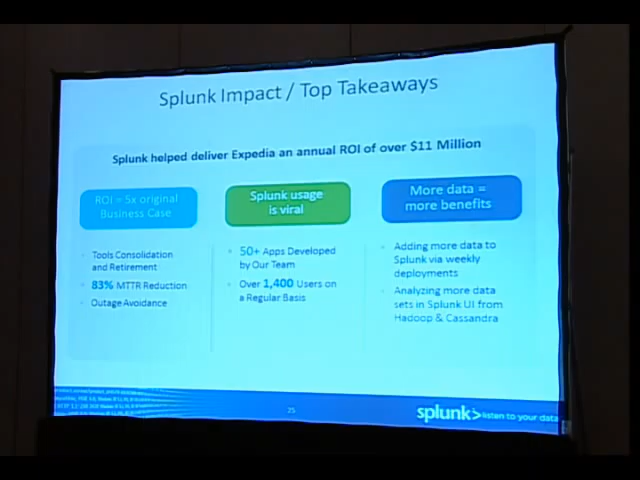 Splunk Impact / Top Takeaways
Splunk helped deliver Expedia an annual ROI of over $11 Million
ROI = 5x original
Business Case
Tools Consolidation
and Retirement
83% MTTR Reduction
Outage Avoidance
Splunk usage
is viral
50+ Apps Developed
by Our Team
Over 1,400 Users on
a Regular Basis
More data =
more benefits
Adding more data to
Splunk via weekly
deployments
Analyzing more data
sets in Splunk UI from
Hadoop & Cassandra
25
splunk> listen to your data